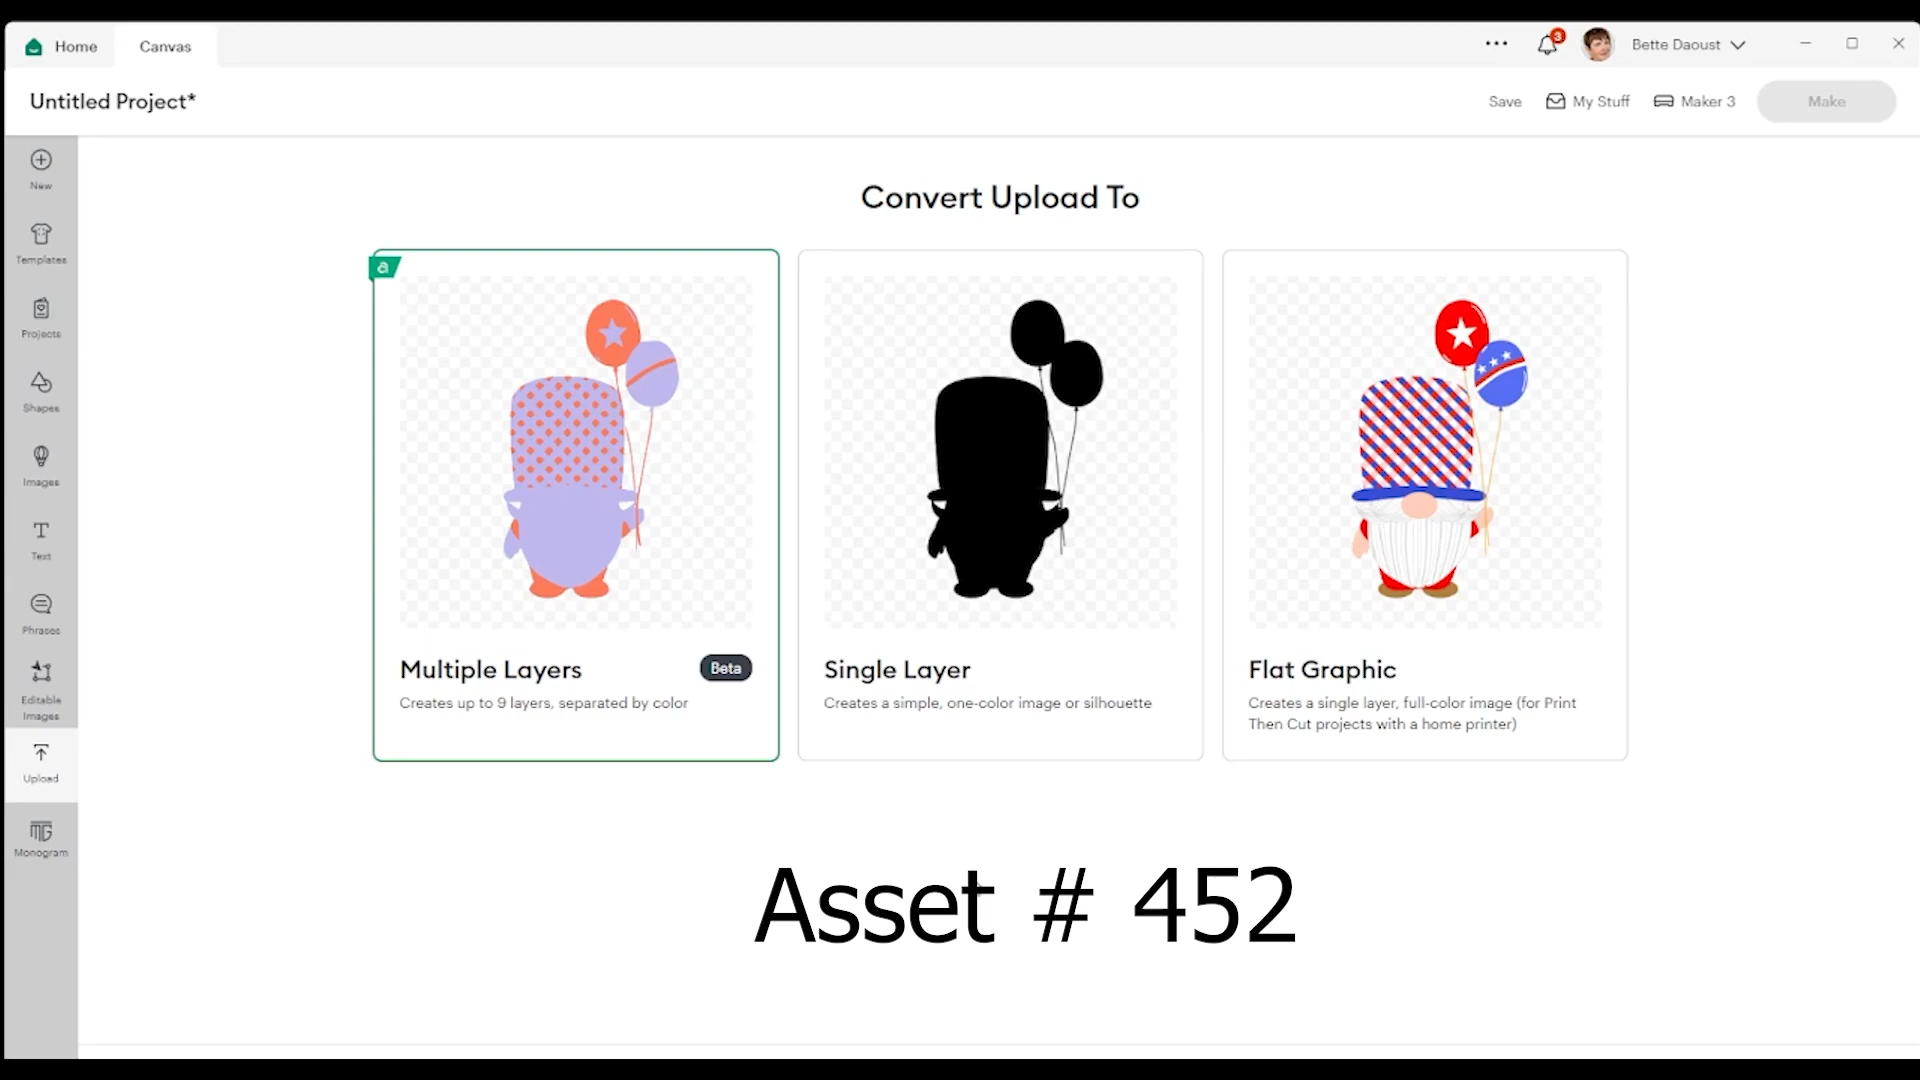 Home
Canvas
3
Bette Daoust
Untitled Project*
Save
My Stuff
Maker 3
Make
New
Templates
Projects
Shapes
Images
Text
Phrases
Editable
Images
Upload
Monogram
Convert Upload To
a
Multiple Layers
Beta
Creates up to 9 layers, separated by color
Single Layer
Creates a simple, one-color image or silhouette
Flat Graphic
Creates a single layer, full-color image (for Print
Then Cut projects with a home printer)
Asset # 452